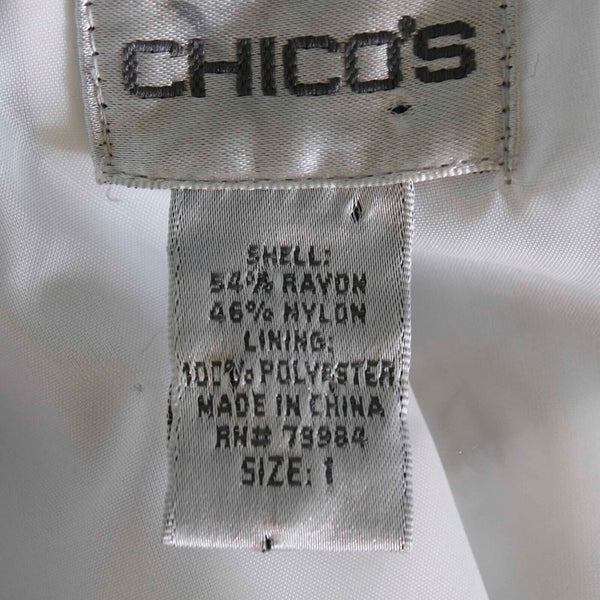 CHICO'S
SHELL:
54% RAYON
46% NYLON
LINING:
100% POLYESTER
MADE IN CHINA
RN# 79984
SIZE: 1